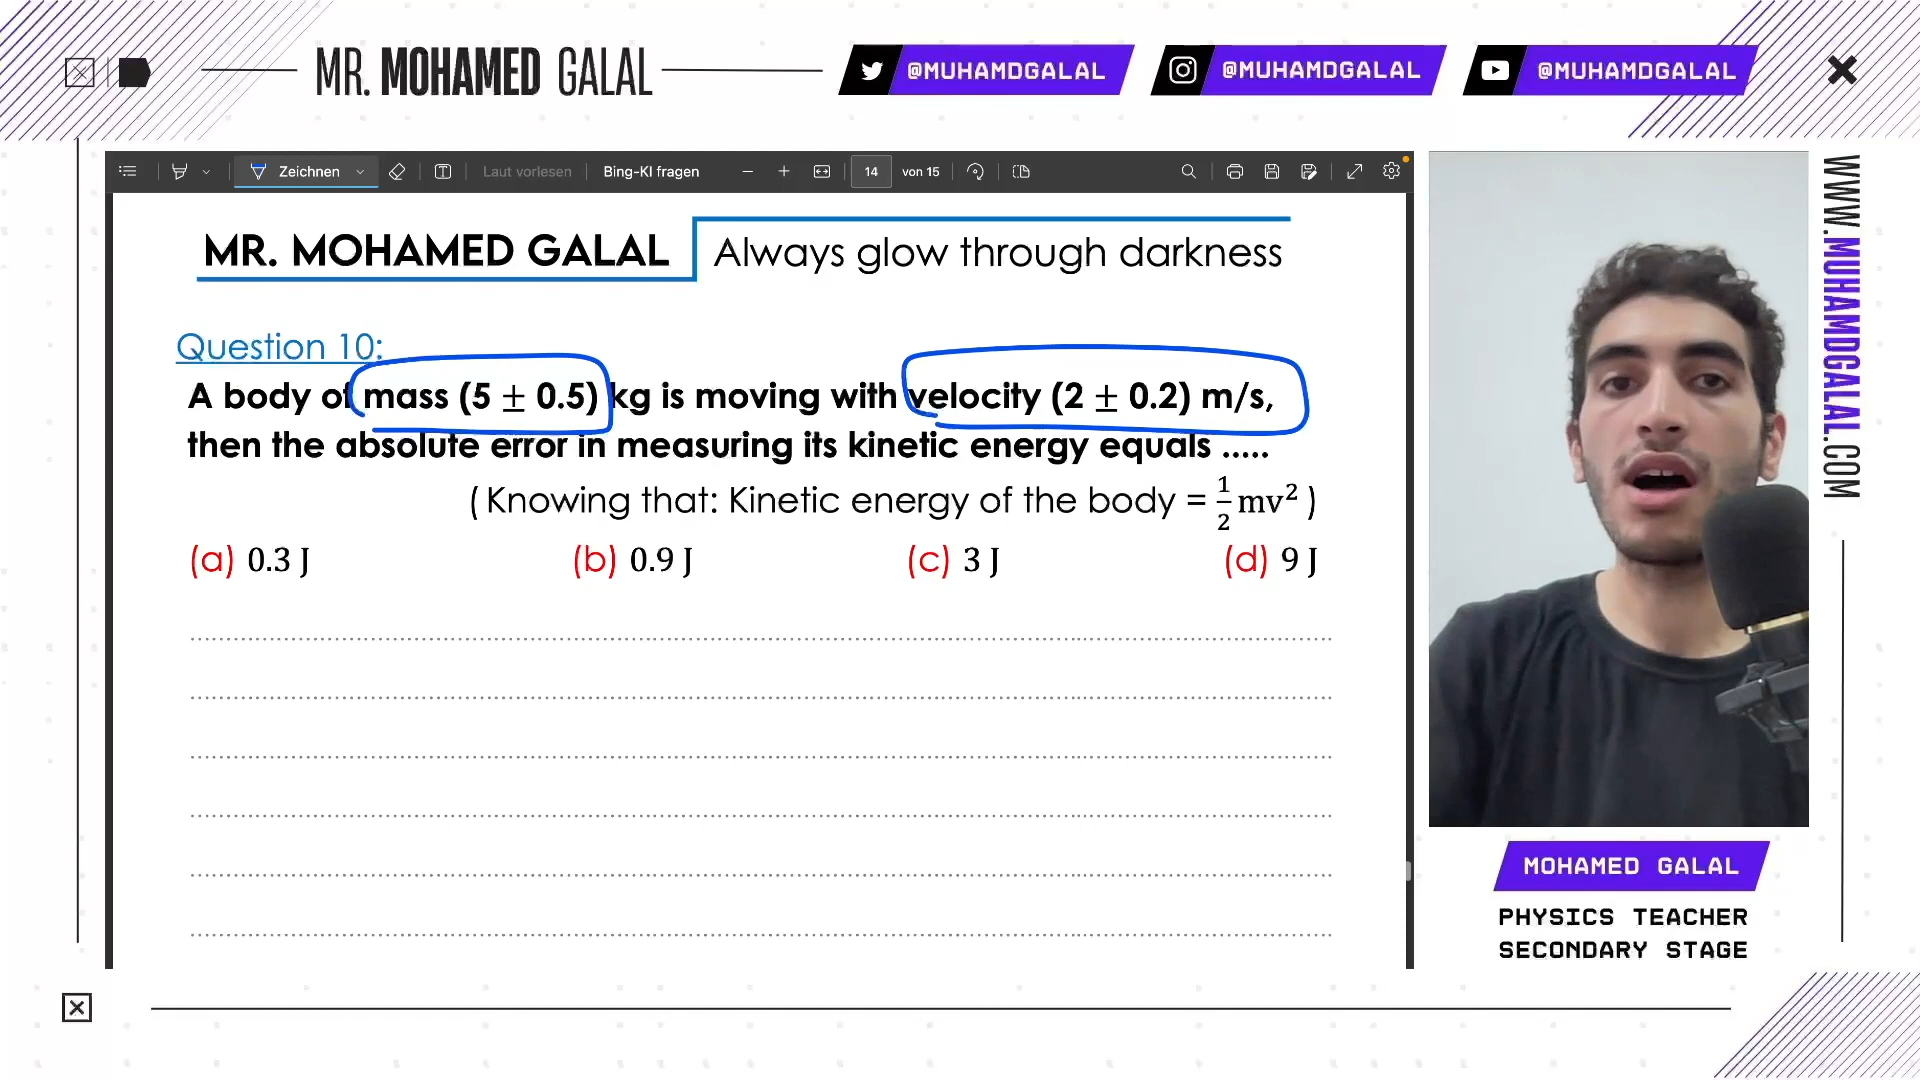 MR. MOHAMED GALAL
@MUHAMDGALAL
@MUHAMDGALAL
@MUHAMDGALAL
Zeichnen
Laut vorlesen
Bing-KI fragen
14
von 15
MR. MOHAMED GALAL
Always glow through darkness
Question 10:
A body of mass (5 ± 0.5) kg is moving with velocity (2 ± 0.2) m/s,
then the absolute error in measuring its kinetic energy equals .....
(Knowing that: Kinetic energy of the body = 1/2 mv²)
(a) 0.3 J (b) 0.9 J (c) 3 J (d) 9 J
WWW.MUHAMDGALAL.COM
MOHAMED GALAL
PHYSICS TEACHER
SECONDARY STAGE